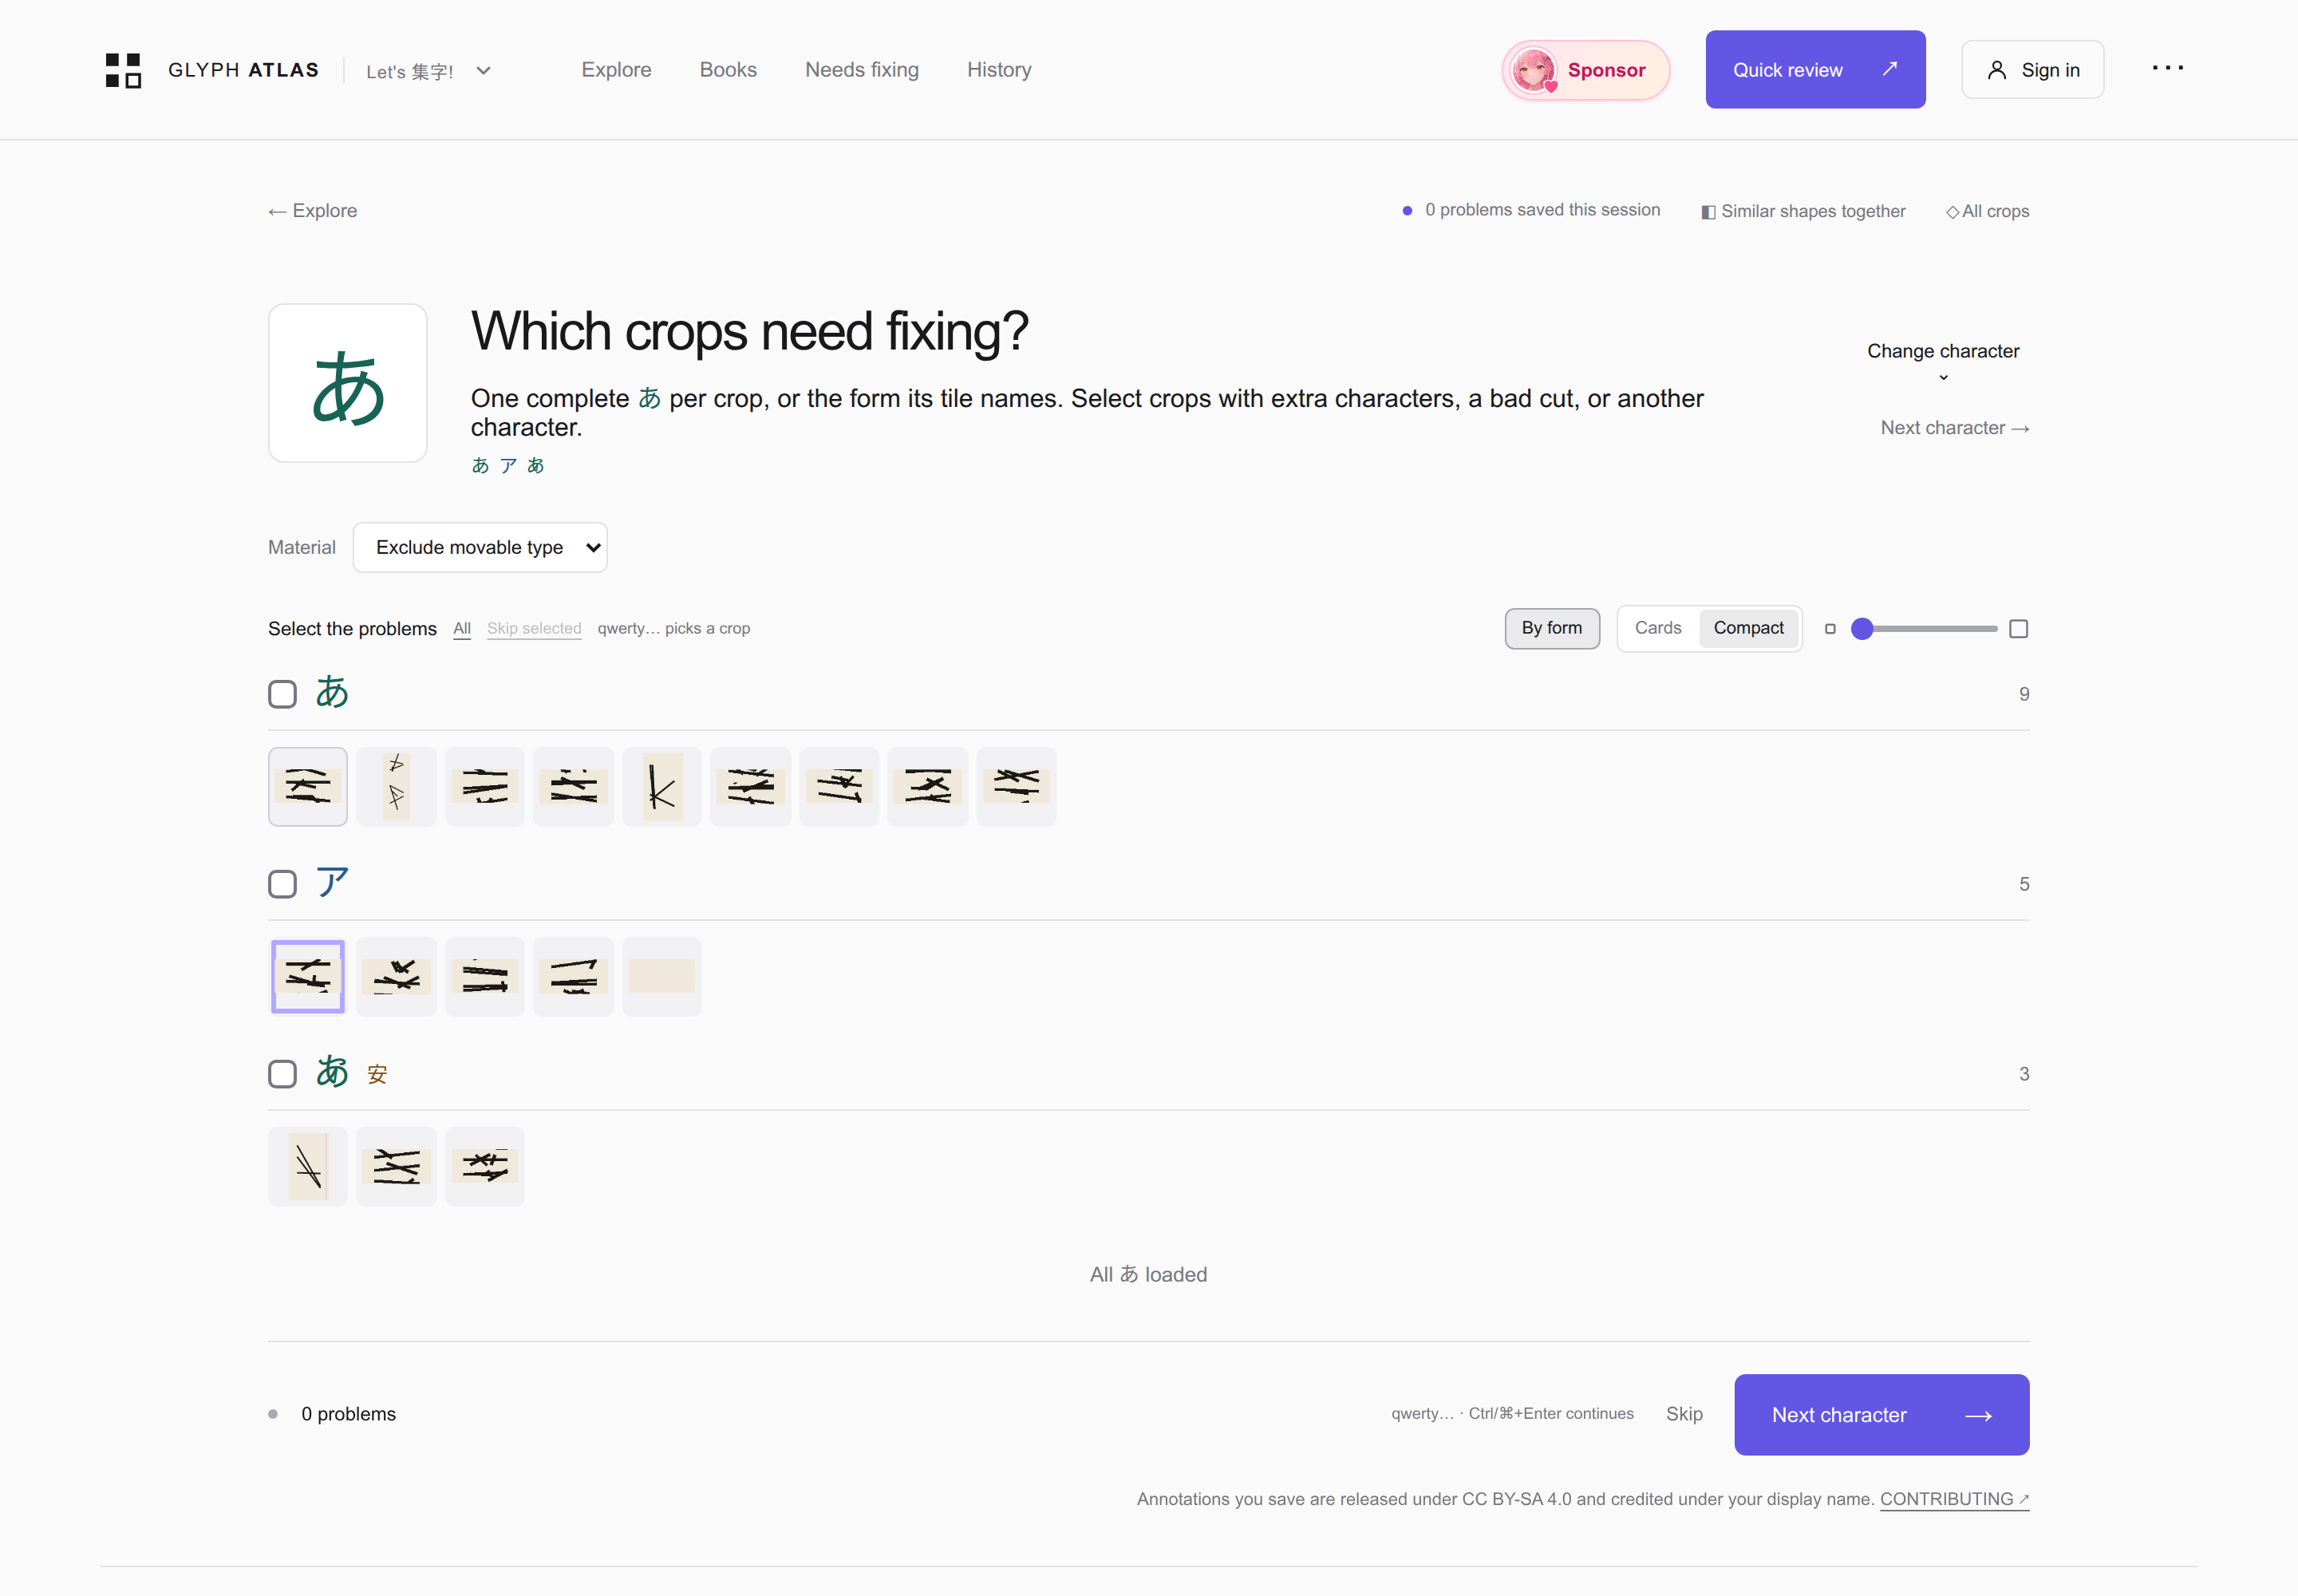 GLYPH ATLAS Let's 集字! Explore Books Needs fixing History Sponsor Quick review ↗ Sign in ···
← Explore 0 problems saved this session Similar shapes together All crops
あ
Which crops need fixing?
One complete あ per crop, or the form its tile names. Select crops with extra characters, a bad cut, or another
character.
あ ア
Change character
Next character →
Material Exclude movable type
Select the problems All Skip selected qwerty… picks a crop By form Cards Compact
あ 9
ア 5
安 3
All あ loaded
0 problems qwerty… · Ctrl/⌘+Enter continues Skip Next character →
Annotations you save are released under CC BY-SA 4.0 and credited under your display name. CONTRIBUTING ↗